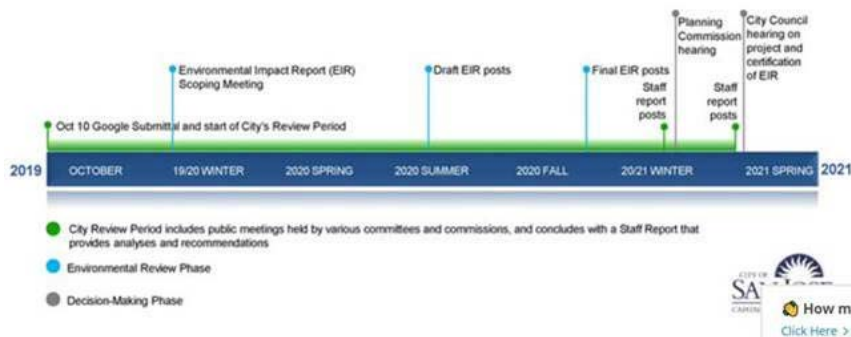 Planning
Commission
hearing
City Council
hearing on
project and
certification
of EIR
Environmental Impact Report (EIR)
Scoping Meeting
Draft EIR posts
Final EIR posts
Staff
report
posts
Staff
report
posts
Oct 10 Google Submittal and start of City's Review Period
2019 OCTOBER 19/20 WINTER 2020 SPRING 2020 SUMMER 2020 FALL 20/21 WINTER 2021 SPRING 2021
City Review Period includes public meetings held by various committees and commissions, and concludes with a Staff Report that
provides analyses and recommendations
Environmental Review Phase
Decision-Making Phase
CITY OF
SAN JOSE
How m
Click Here >